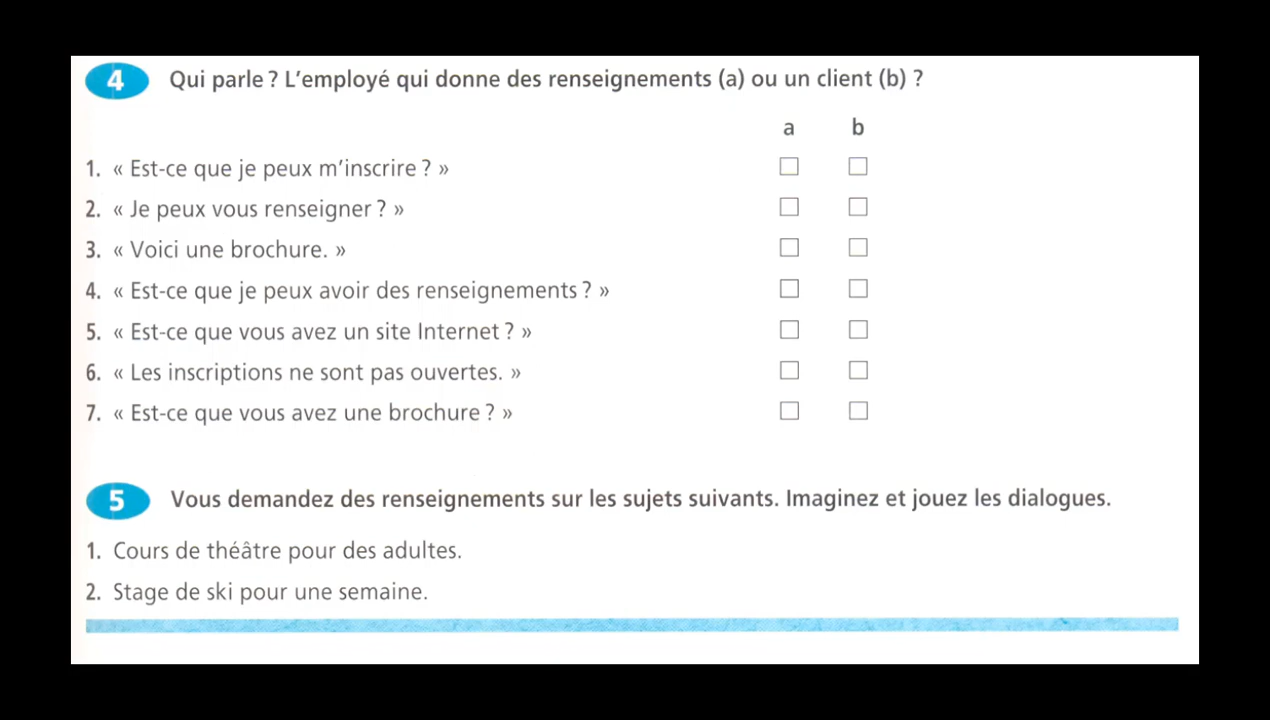 4 Qui parle ? L'employé qui donne des renseignements (a) ou un client (b) ?
a b
1. « Est-ce que je peux m'inscrire ? »
2. « Je peux vous renseigner ? »
3. « Voici une brochure. »
4. « Est-ce que je peux avoir des renseignements ? »
5. « Est-ce que vous avez un site Internet ? »
6. « Les inscriptions ne sont pas ouvertes. »
7. « Est-ce que vous avez une brochure ? »
5 Vous demandez des renseignements sur les sujets suivants. Imaginez et jouez les dialogues.
1. Cours de théâtre pour des adultes.
2. Stage de ski pour une semaine.